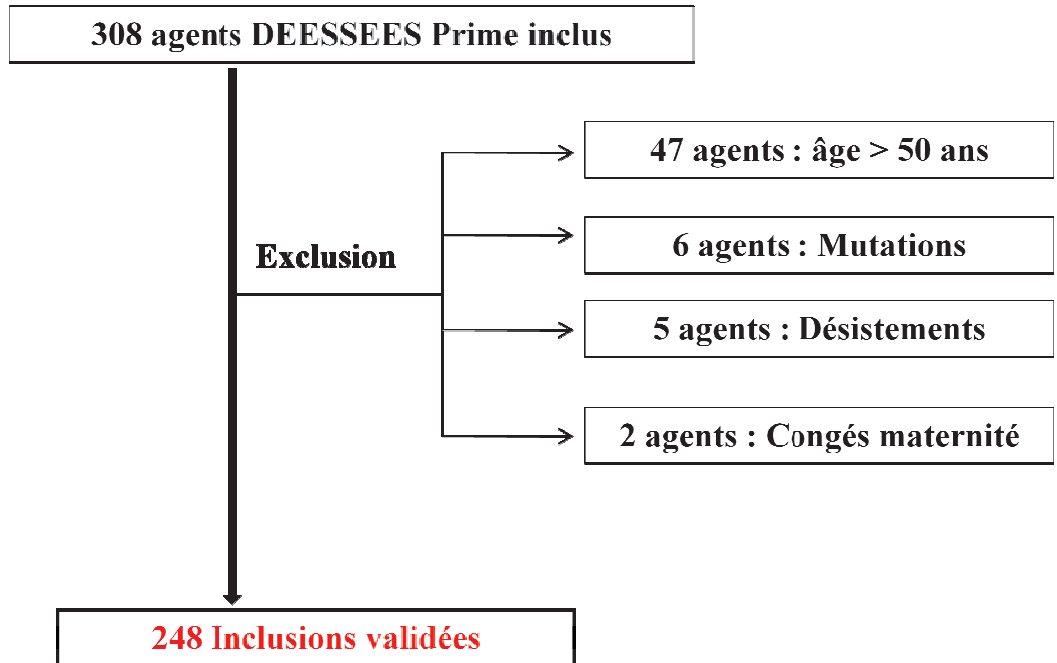 308 agents DEESSEES Prime inclus
47 agents : âge > 50 ans
6 agents : Mutations
Exclusion
5 agents : Désistements
2 agents : Congés maternité
248 Inclusions validées